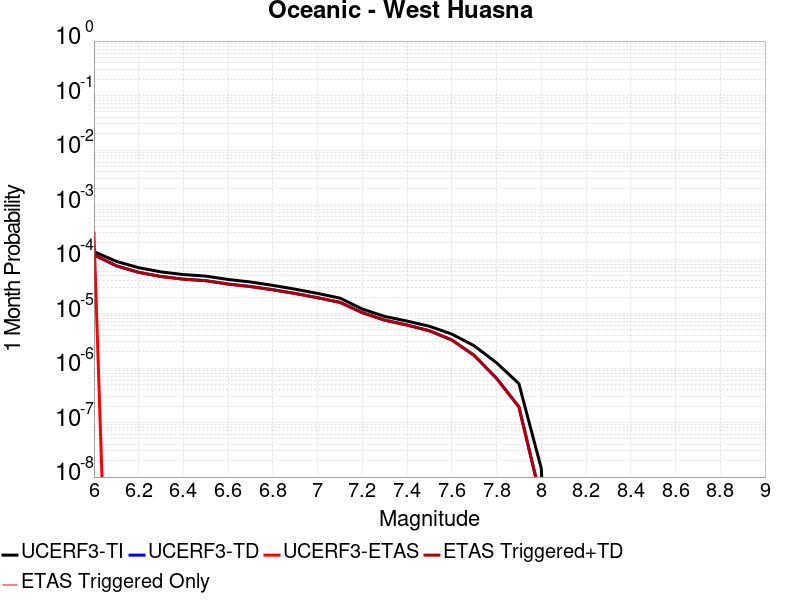 Oceanic - West Huasna
10^0
10^-1
10^-2
10^-3
10^-4
10^-5
10^-6
10^-7
10^-8
1 Month Probability
6 6.2 6.4 6.6 6.8 7 7.2 7.4 7.6 7.8 8 8.2 8.4 8.6 8.8 9
Magnitude
UCERF3-TI UCERF3-TD UCERF3-ETAS ETAS Triggered+TD
ETAS Triggered Only